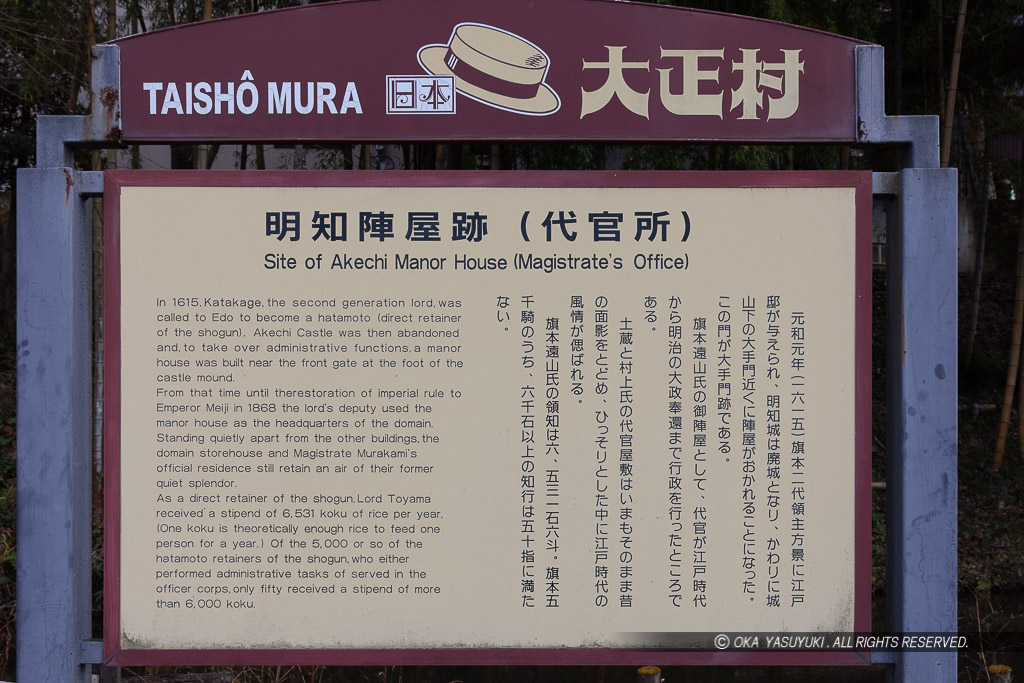 TAISHÔ MURA
日本
大正村
明知陣屋跡（代官所）
Site of Akechi Manor House (Magistrate's Office)
In 1615, Katakage, the second generation lord, was
called to Edo to become a hatamoto (direct retainer
of the shogun). Akechi Castle was then abandoned
and, to take over administrative functions, a manor
house was built near the front gate at the foot of the
castle mound.
From that time until therestoration of imperial rule to
Emperor Meiji in 1868 the lord's deputy used the
manor house as the headquarters of the domain.
Standing quietly apart from the other buildings, the
domain storehouse and Magistrate Murakami's
official residence still retain an air of their former
quiet splendor.
As a direct retainer of the shogun, Lord Toyama
received a stipend of 6,531 koku of rice per year.
(One koku is theoretically enough rice to feed one
person for a year.) Of the 5,000 or so of the
hatamoto retainers of the shogun, who either
performed administrative tasks of served in the
officer corps, only fifty received a stipend of more
than 6,000 koku.
元和元年（一六一五）旗本二代領主方景に江戸
邸が与えられ、明知城は廃城となり、かわりに城
山下の大手門近くに陣屋がおかれることになった。
この門が大手門跡である。
旗本遠山氏の御陣屋として、代官が江戸時代
から明治の大政奉還まで行政を行ったところで
ある。
土蔵と村上氏の代官屋敷はいまもそのまま昔
の面影をとどめ、ひっそりとした中に江戸時代の
風情が偲ばれる。
旗本遠山氏の領知は六、五三一石六斗。旗本五
千騎のうち、六千石以上の知行は五十指に満た
ない。
© OKA YASUYUKI. ALL RIGHTS RESERVED.